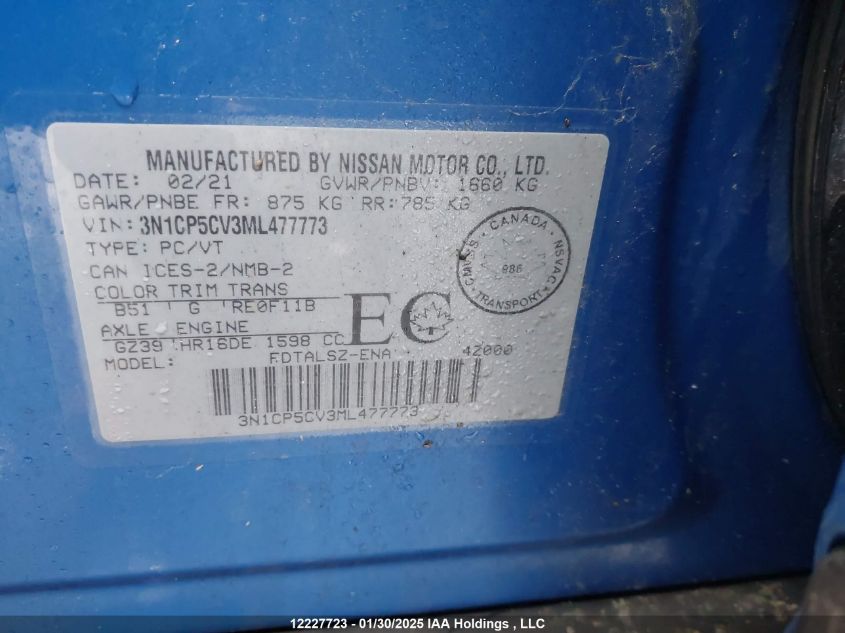 MANUFACTURED BY NISSAN MOTOR CO., LTD.
DATE: 02/21 GVWR/PNBV: 1660 KG
GAWR/PNBE FR: 875 KG RR:785 KG
VIN: 3N1CP5CV3ML477773
TYPE: PC/VT
CAN ICES-2/NMB-2
COLOR TRIM TRANS
B51 G RE0F11B
AXLE ENGINE
GZ39 HR16DE 1598 CC
MODEL: FDTALSZ-ENA 42000
EC
CANADA
CMVSS NSVAC
986
TRANSPORT
3N1CP5CV3ML477773
12227723 - 01/30/2025 IAA Holdings , LLC